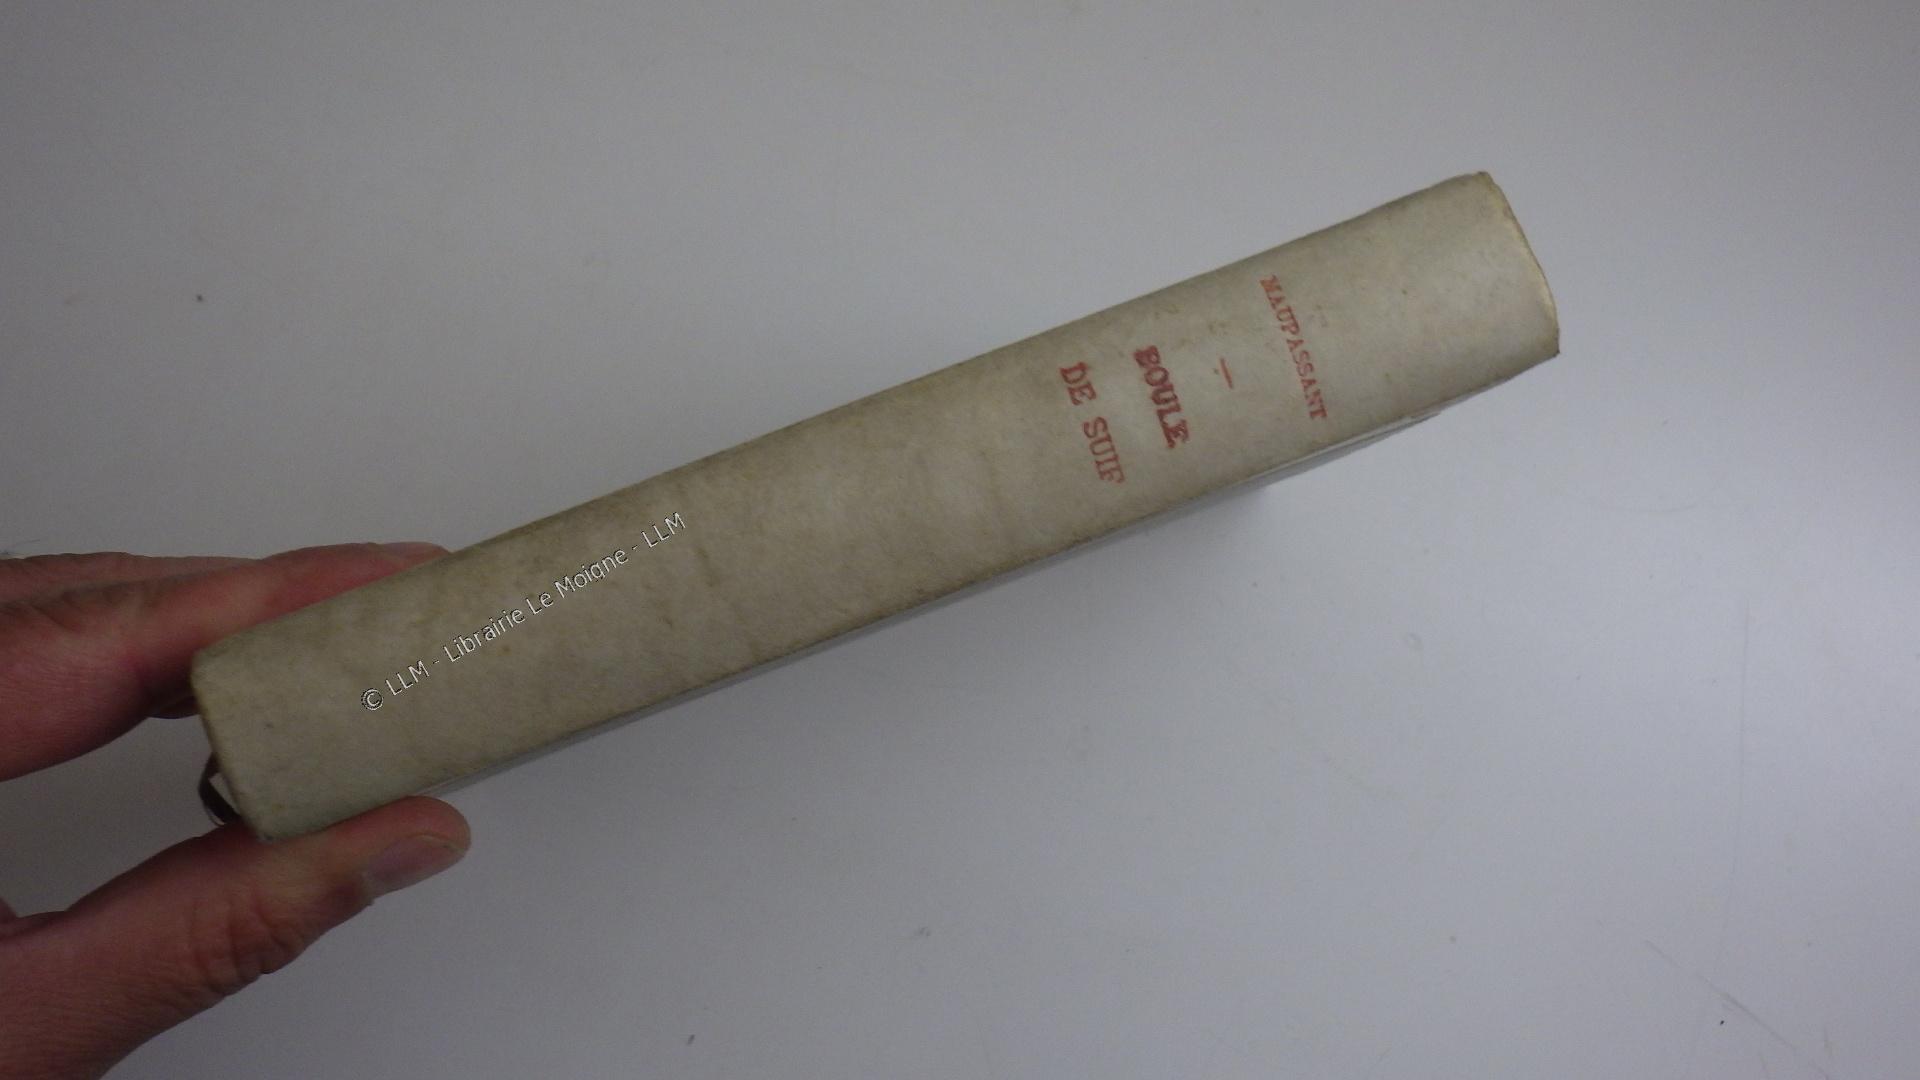 MAUPASSANT
—
BOULE
DE SUIF
© LLM - Librairie Le Moigne - LLM